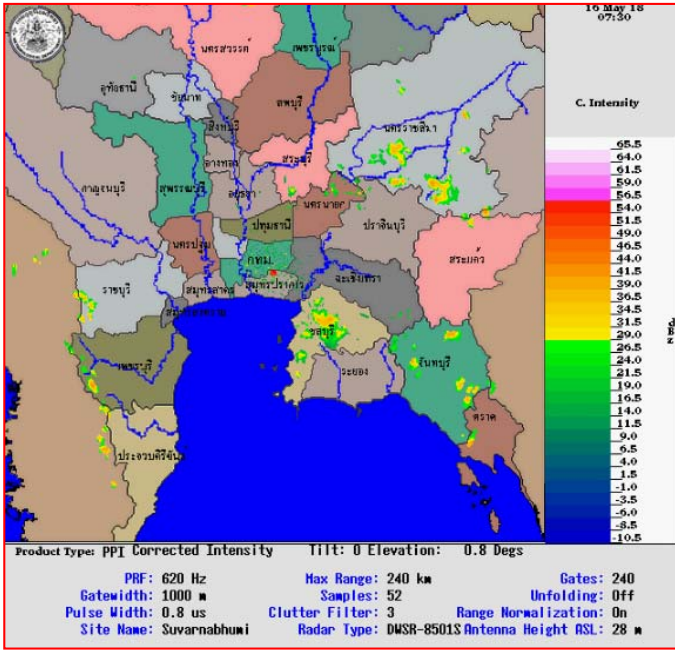 16 May 18
07:30
C. Intensity
นครสวรรค์
เพชรบูรณ์
อุทัยธานี
ชัยนาท
ลพบุรี
สิงห์บุรี
นครราชสีมา
อ่างทอง
สระบุรี
กาญจนบุรี
สุพรรณบุรี
อยุธยา
นครนายก
ปทุมธานี
ปราจีนบุรี
นครปฐม
กทม.
สระแก้ว
ราชบุรี
สมุทรสาคร
สมุทรปราการ
ฉะเชิงเทรา
ชลบุรี
เพชรบุรี
ระยอง
จันทบุรี
ตราด
ประจวบคีรีขันธ์
65.5
64.0
61.5
59.0
56.5
54.0
51.5
49.0
46.5
44.0
41.5
39.0
36.5
34.0
31.5
29.0
26.5
24.0
21.5
19.0
16.5
14.0
11.5
9.0
6.5
4.0
1.5
-1.0
-3.5
-6.0
-8.5
-10.5
Product Type: PPI Corrected Intensity Tilt: 0 Elevation: 0.8 Degs
PRF: 620 Hz Max Range: 240 km Gates: 240
Gatewidth: 1000 m Samples: 52 Unfolding: Off
Pulse Width: 0.8 us Clutter Filter: 3 Range Normalization: On
Site Name: Suvarnabhumi Radar Type: DWSR-8501S Antenna Height ASL: 28 m